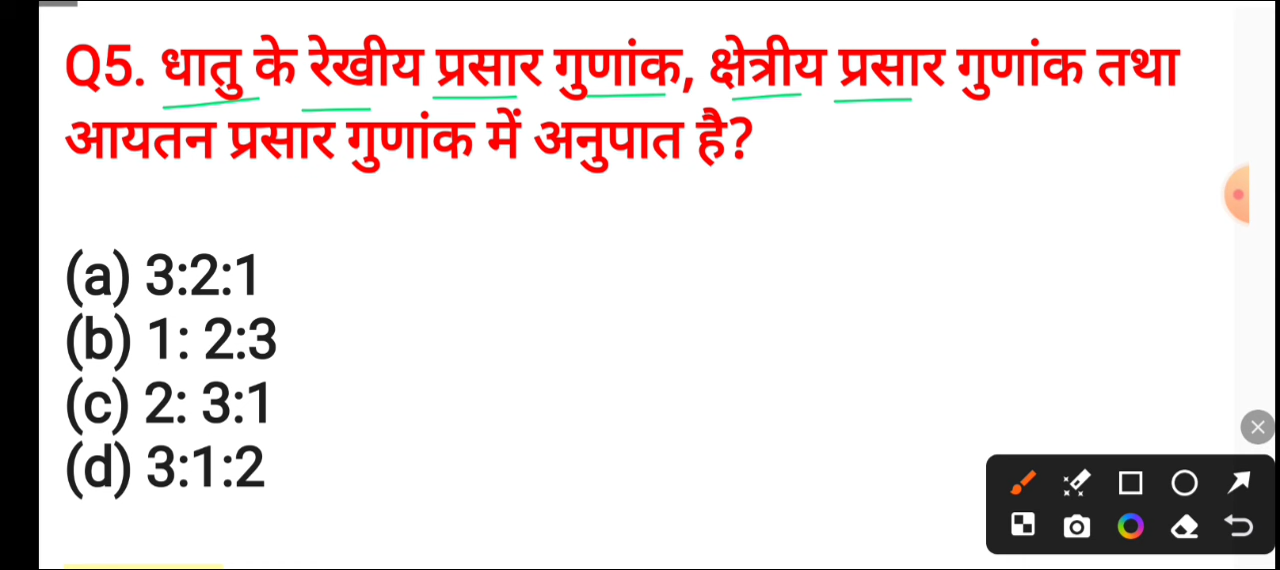 Q5. धातु के रेखीय प्रसार गुणांक, क्षेत्रीय प्रसार गुणांक तथा
आयतन प्रसार गुणांक में अनुपात है?
(a) 3:2:1
(b) 1: 2:3
(c) 2: 3:1
(d) 3:1:2